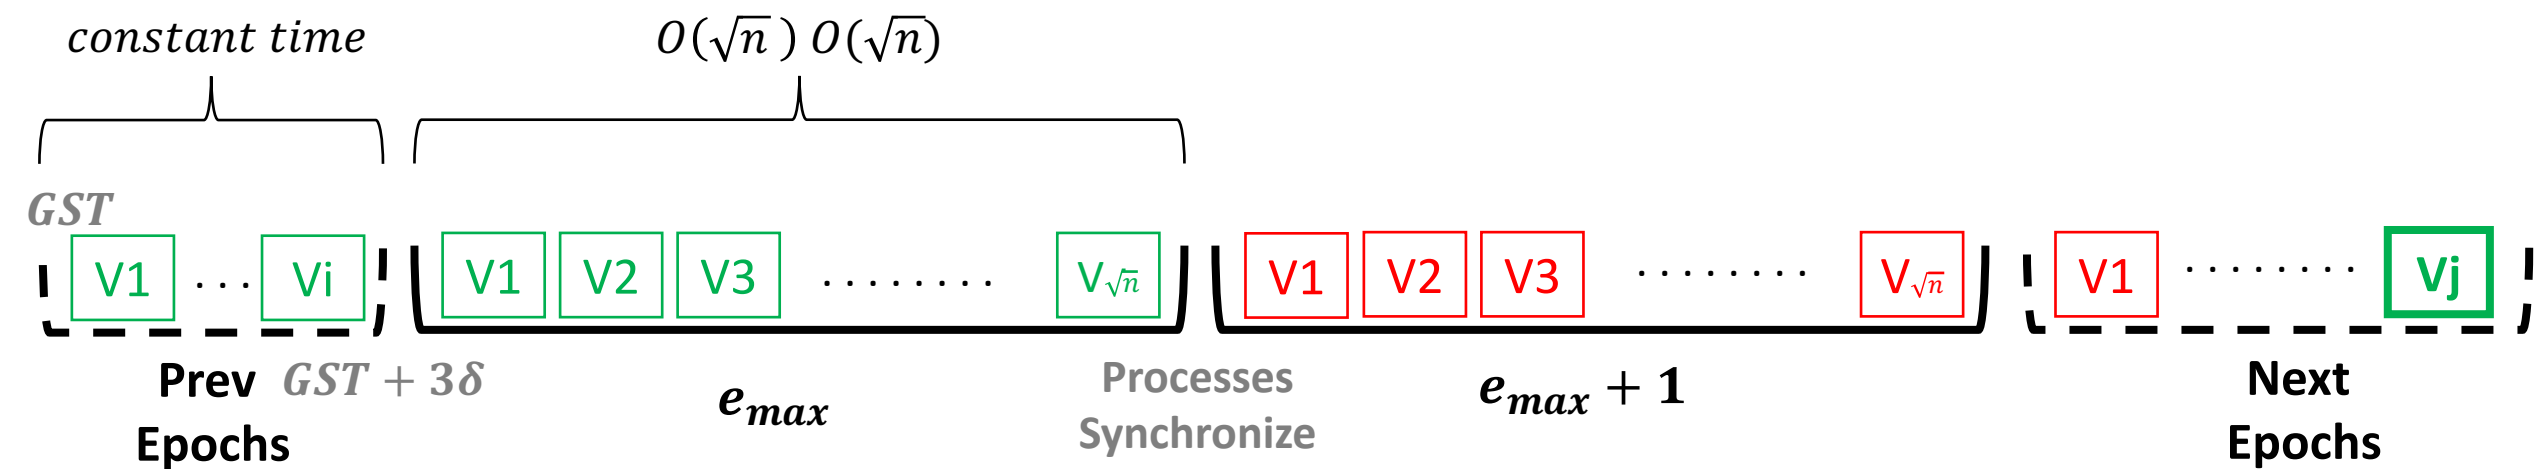 constant time
O(√n) O(√n)
GST
V1 ... Vi
V1 V2 V3 ........ V√n
V1 V2 V3 ........ V√n
V1 ........ Vj
Prev
Epochs
GST + 3δ
e_max
Processes
Synchronize
e_max + 1
Next
Epochs